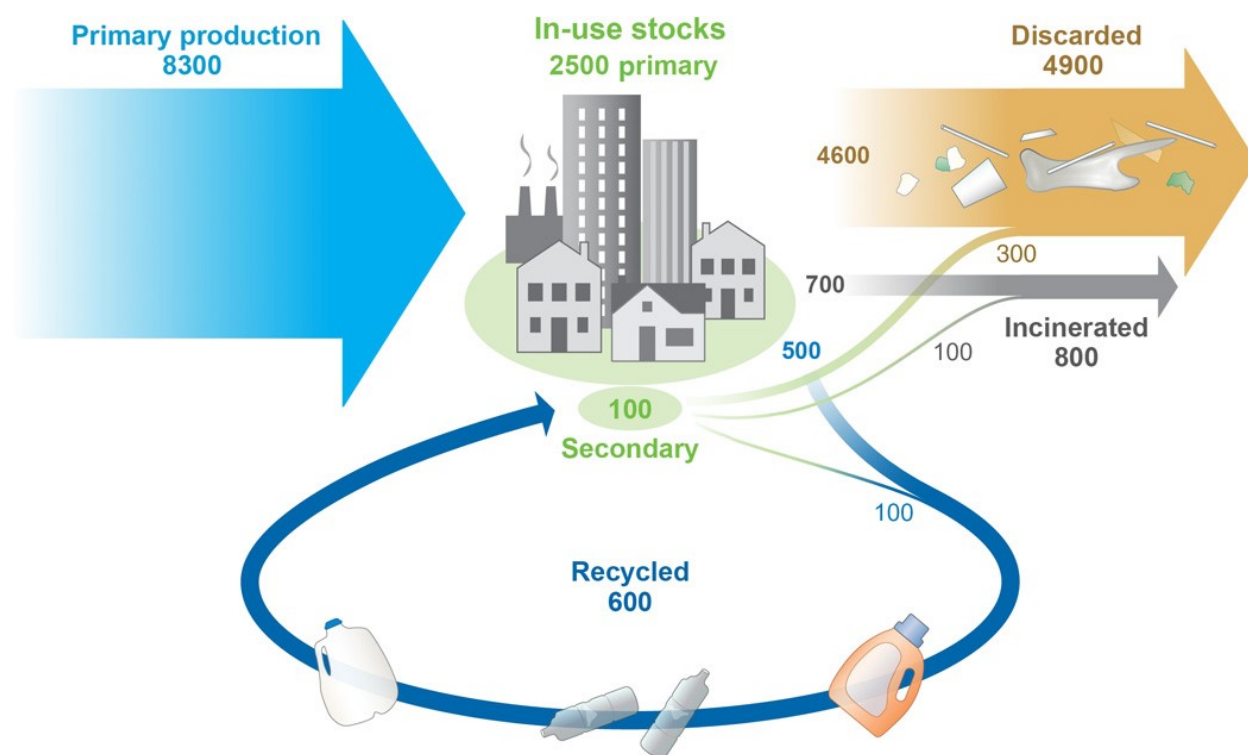 Primary production
8300
In-use stocks
2500 primary
Discarded
4900
4600
300
700
Incinerated
800
500
100
100
Secondary
100
Recycled
600